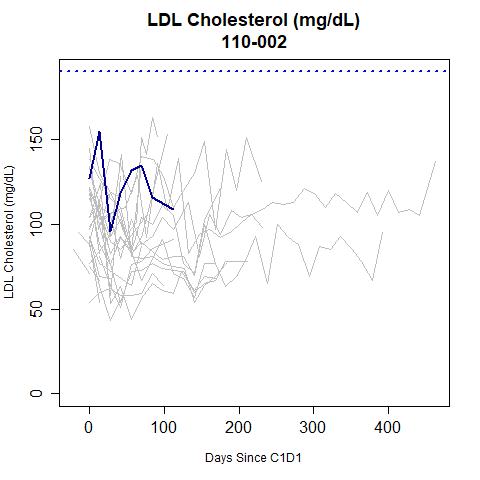 LDL Cholesterol (mg/dL)
110-002
LDL Cholesterol (mg/dL)
150
100
50
0
0 100 200 300 400
Days Since C1D1